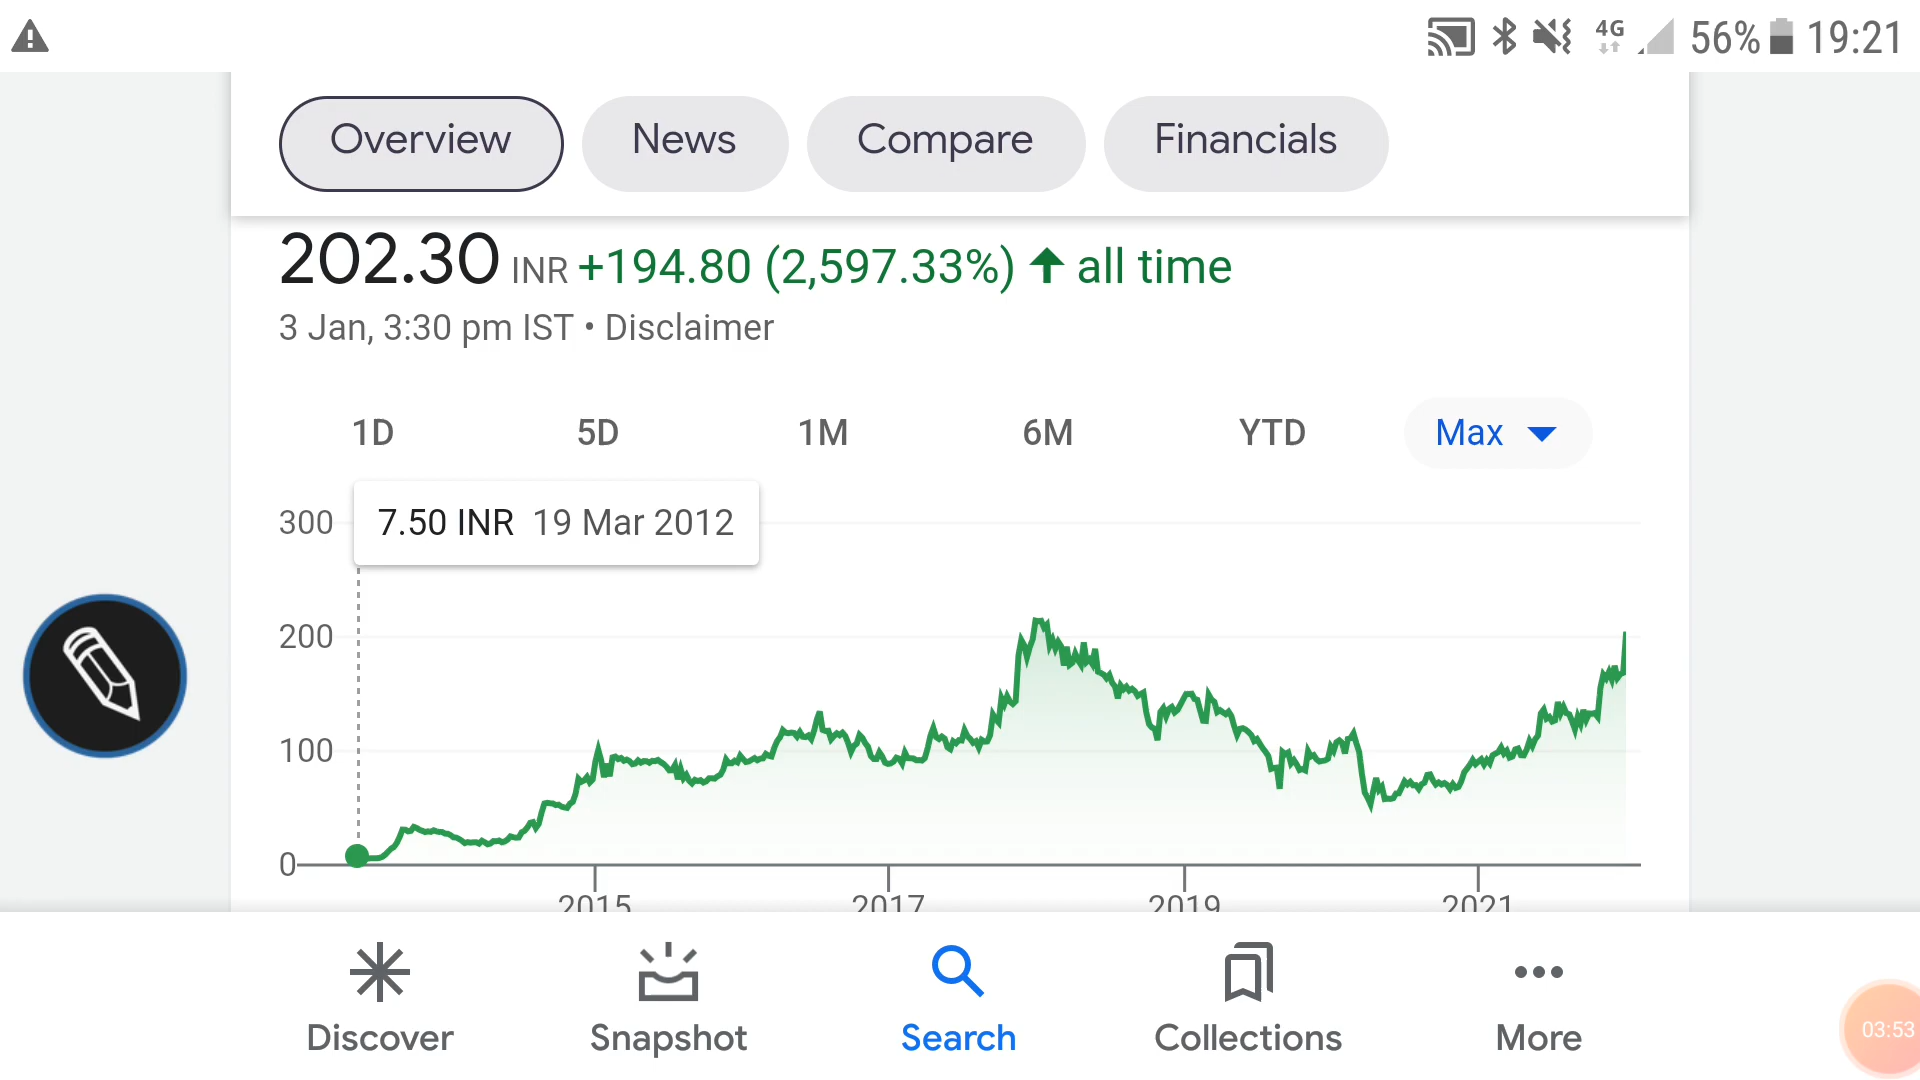 4G 56% 19:21
Overview News Compare Financials
202.30 INR +194.80 (2,597.33%) all time
3 Jan, 3:30 pm IST • Disclaimer
1D 5D 1M 6M YTD Max
7.50 INR 19 Mar 2012
300
200
100
0
2015 2017 2019 2021
Discover Snapshot Search Collections More
03:53